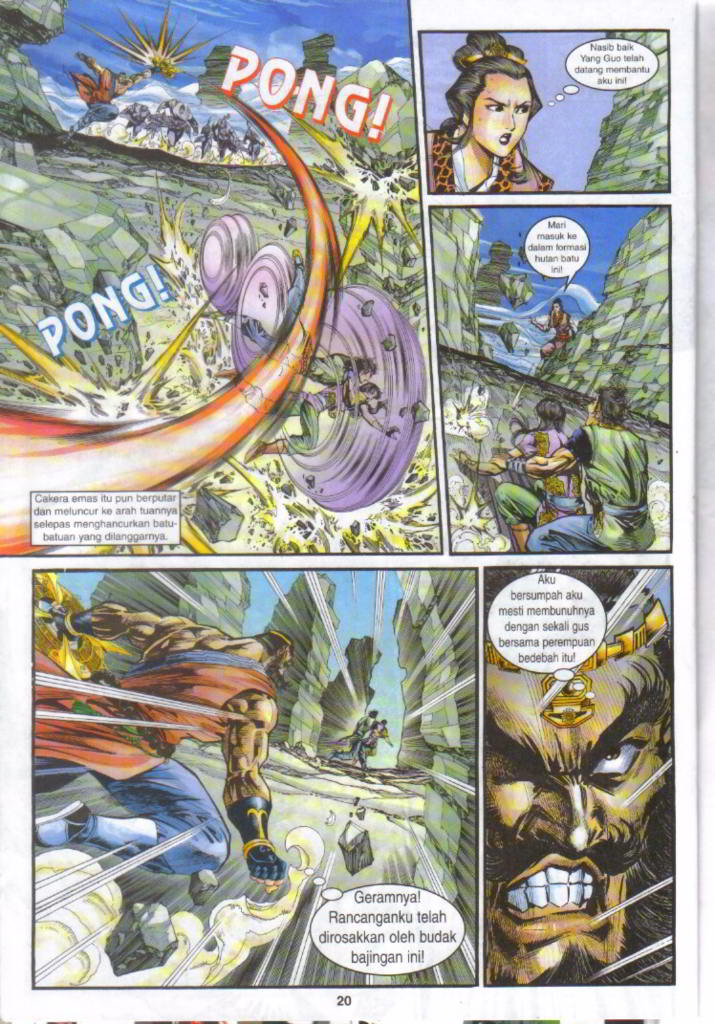 PONG!
PONG!
Cakera emas itu pun berputar
dan meluncur ke arah tuannya
selepas menghancurkan batu-
batuan yang dilanggarnya.
Nasib baik
Yang Guo telah
datang membantu
aku ini!
Mari
masuk ke
dalam formasi
hutan batu
ini!
Geramnya!
Rancanganku telah
dirosakkan oleh budak
bajingan ini!
Aku
bersumpah aku
mesti membunuhnya
dengan sekali gus
bersama perempuan
bedebah itu!
20